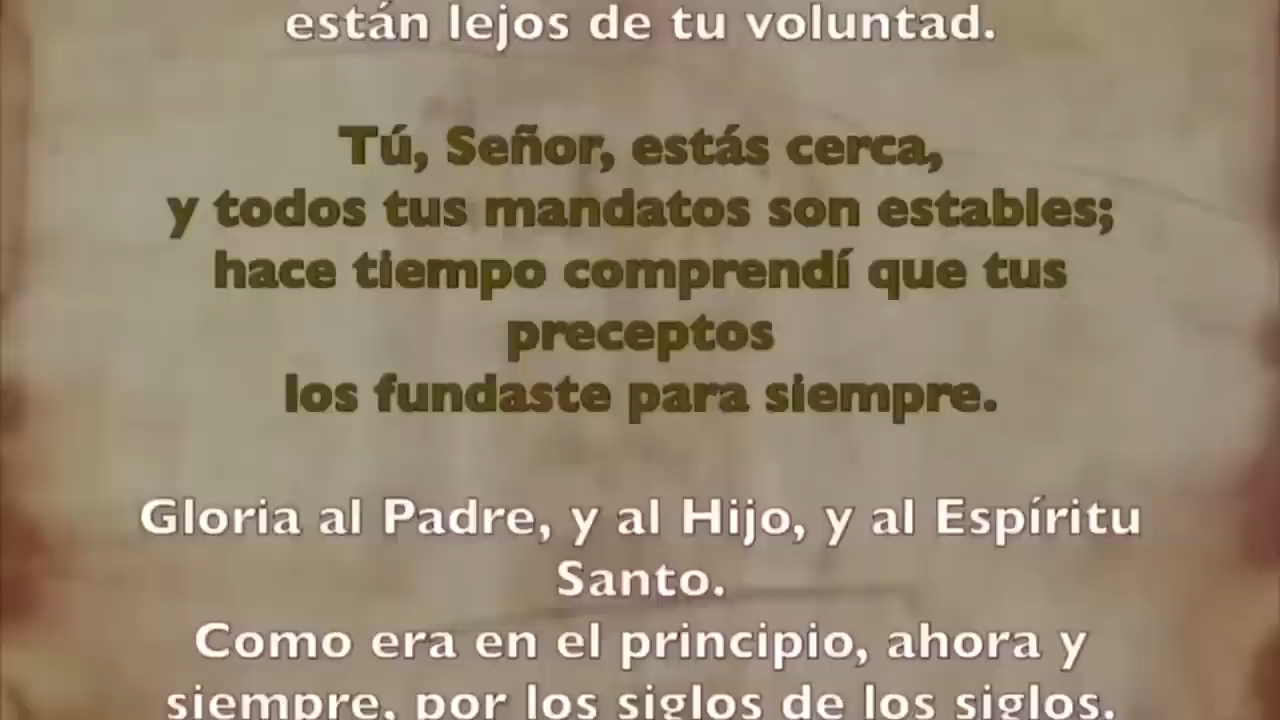 están lejos de tu voluntad.
Tú, Señor, estás cerca,
y todos tus mandatos son estables;
hace tiempo comprendí que tus
preceptos
los fundaste para siempre.
Gloria al Padre, y al Hijo, y al Espíritu
Santo.
Como era en el principio, ahora y
siempre, por los siglos de los siglos.